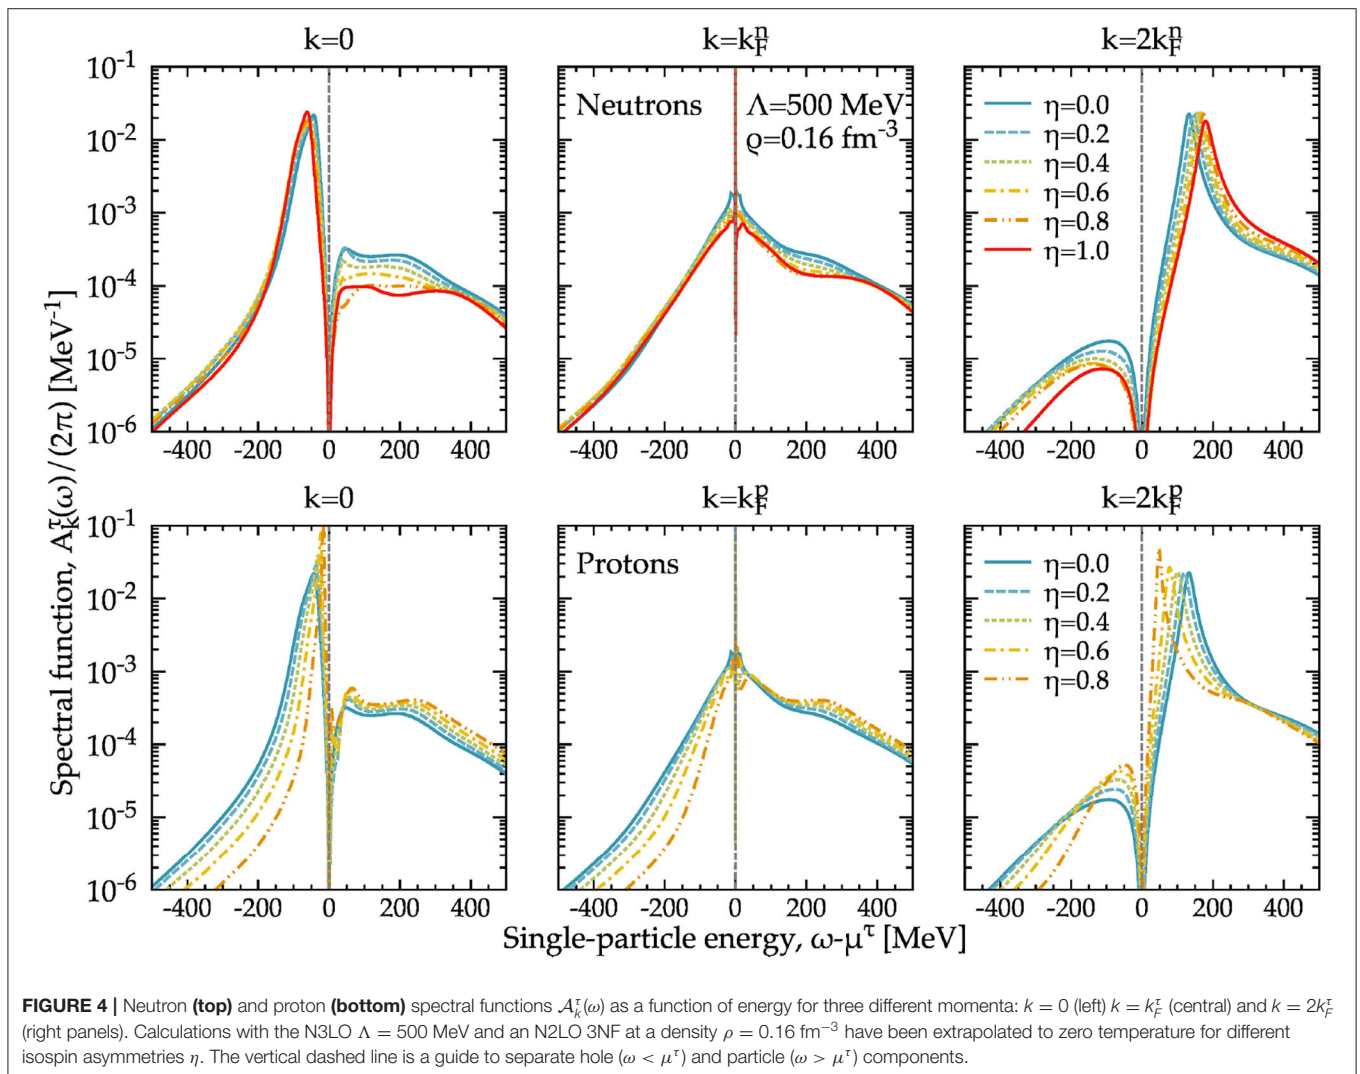 k=0 k=k_F^n k=2k_F^n
10^-1
10^-2
10^-3
10^-4
10^-5
10^-6
Neutrons
Λ=500 MeV
ϱ=0.16 fm^-3
η=0.0
η=0.2
η=0.4
η=0.6
η=0.8
η=1.0
-400 -200 0 200 400 -400 -200 0 200 400 -400 -200 0 200 400
Spectral function, A_k^τ(ω)/(2π) [MeV^-1]
k=0 k=k_F^p k=2k_F^p
10^-1
10^-2
10^-3
10^-4
10^-5
10^-6
Protons
η=0.0
η=0.2
η=0.4
η=0.6
η=0.8
-400 -200 0 200 400 -400 -200 0 200 400 -400 -200 0 200 400
Single-particle energy, ω-μ^τ [MeV]
FIGURE 4 | Neutron (top) and proton (bottom) spectral functions 𝒜_k^τ(ω) as a function of energy for three different momenta: k = 0 (left) k = k_F^τ (central) and k = 2k_F^τ
(right panels). Calculations with the N3LO Λ = 500 MeV and an N2LO 3NF at a density ρ = 0.16 fm^−3 have been extrapolated to zero temperature for different
isospin asymmetries η. The vertical dashed line is a guide to separate hole (ω < μ^τ) and particle (ω > μ^τ) components.